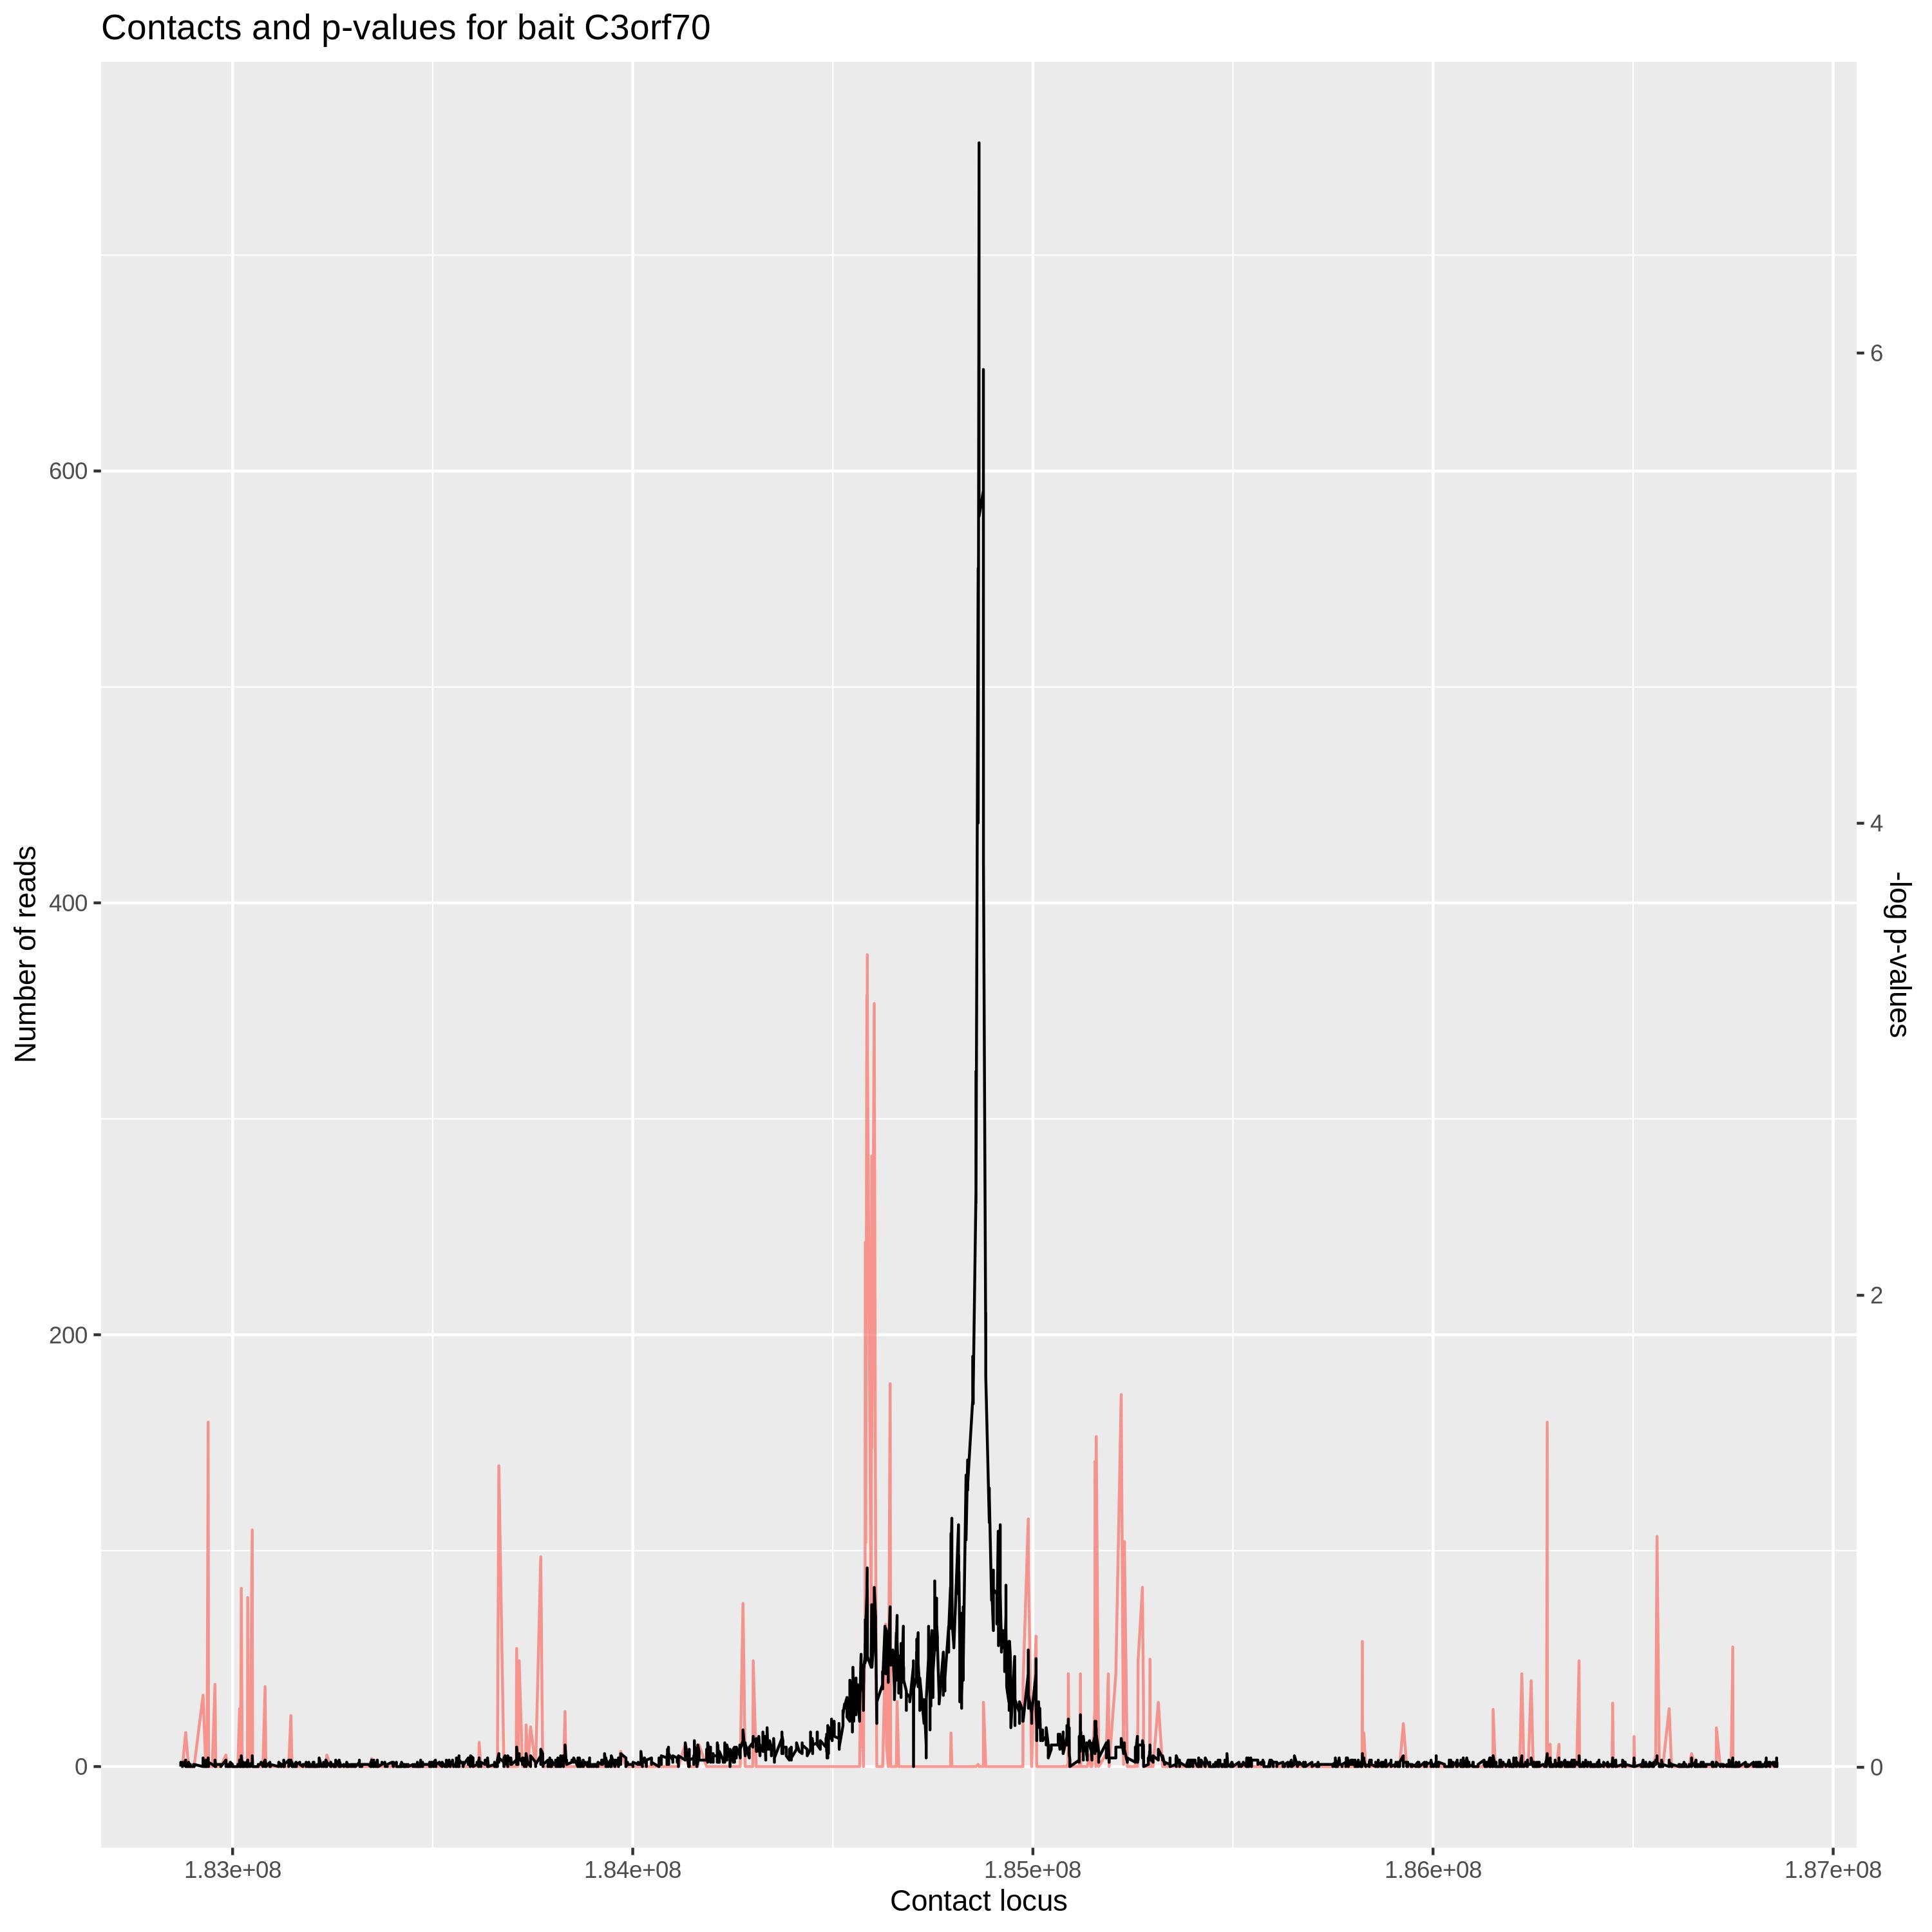 Contacts and p-values for bait C3orf70
Number of reads
600
400
200
0
6
4
2
0
-log p-values
1.83e+08 1.84e+08 1.85e+08 1.86e+08 1.87e+08
Contact locus